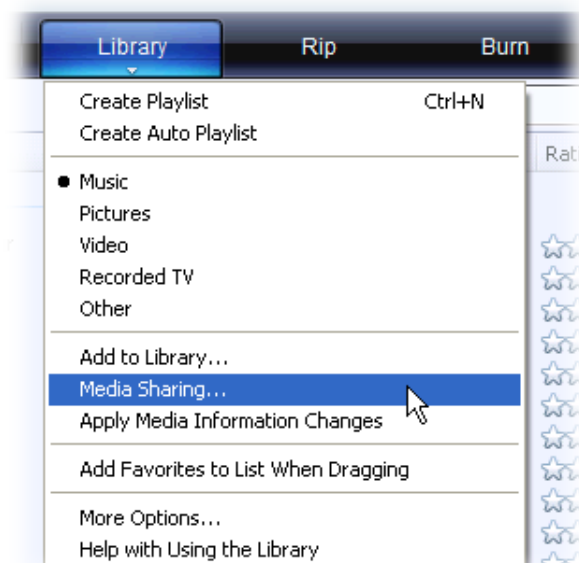 Library Rip Burn
Create Playlist Ctrl+N
Create Auto Playlist
Music
Pictures
Video
Recorded TV
Other
Add to Library...
Media Sharing...
Apply Media Information Changes
Add Favorites to List When Dragging
More Options...
Help with Using the Library